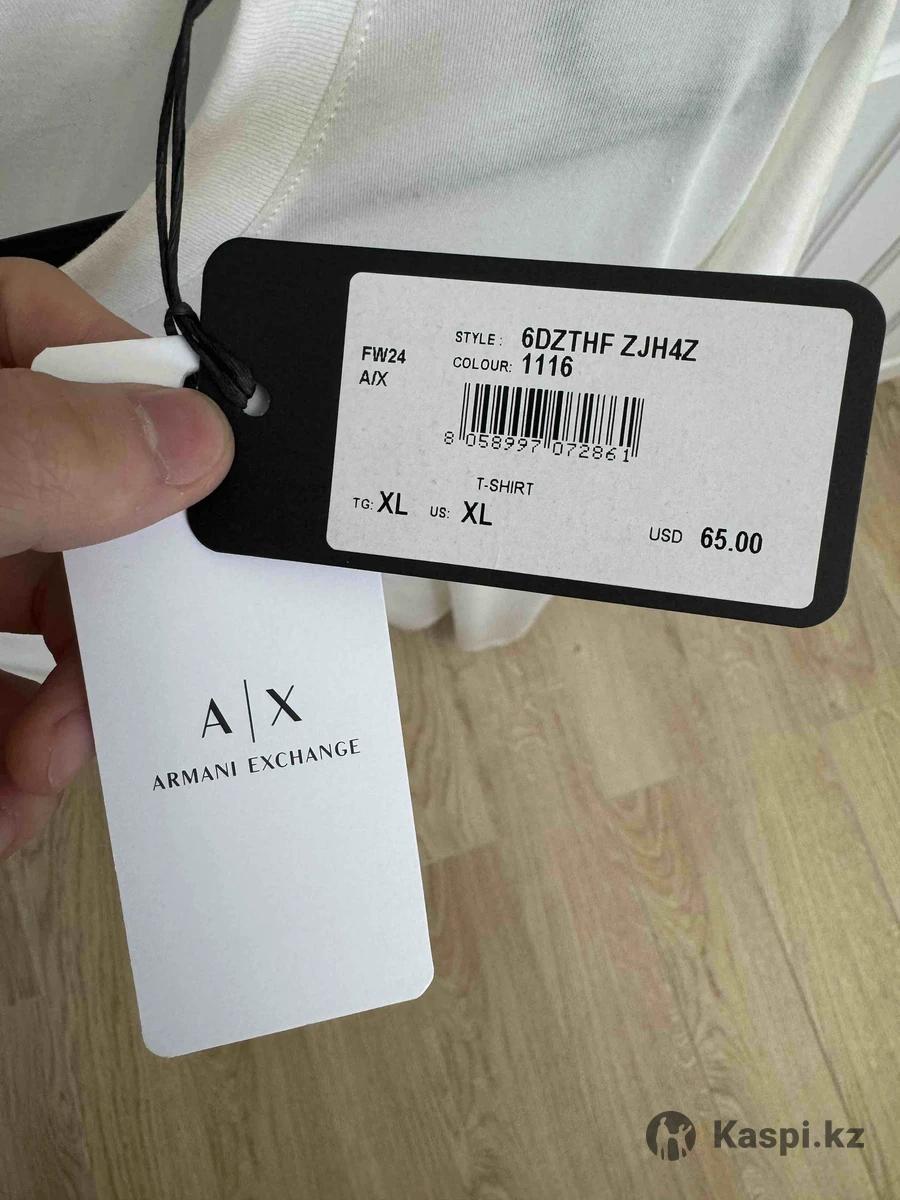 FW24
A/X
STYLE: 6DZTHF ZJH4Z
COLOUR: 1116
8 058997 072861
T-SHIRT
TG: XL US: XL
USD 65.00
A|X
ARMANI EXCHANGE
Kaspi.kz